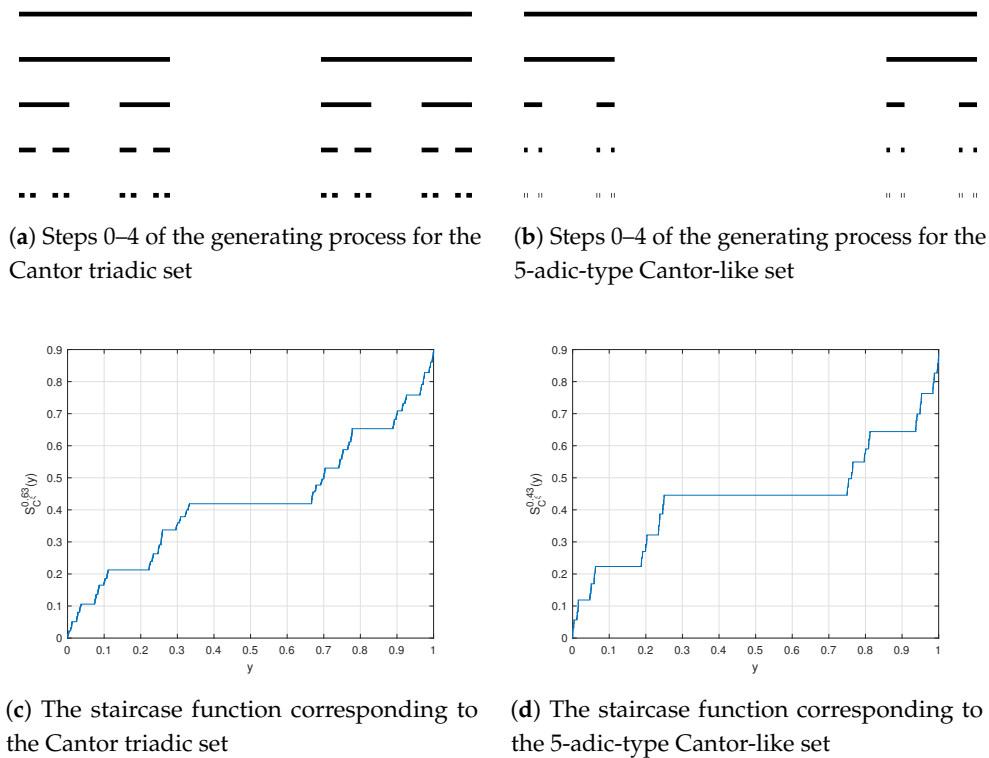 (a) Steps 0–4 of the generating process for the
Cantor triadic set
(b) Steps 0–4 of the generating process for the
5-adic-type Cantor-like set
0.9
0.8
0.7
0.6
0.5
0.4
0.3
0.2
0.1
0
S^{0.63}_{C^ξ}(y)
0 0.1 0.2 0.3 0.4 0.5 0.6 0.7 0.8 0.9 1
y
0.9
0.8
0.7
0.6
0.5
0.4
0.3
0.2
0.1
0
S^{0.43}_{C^ξ}(y)
0 0.1 0.2 0.3 0.4 0.5 0.6 0.7 0.8 0.9 1
y
(c) The staircase function corresponding to
the Cantor triadic set
(d) The staircase function corresponding to
the 5-adic-type Cantor-like set